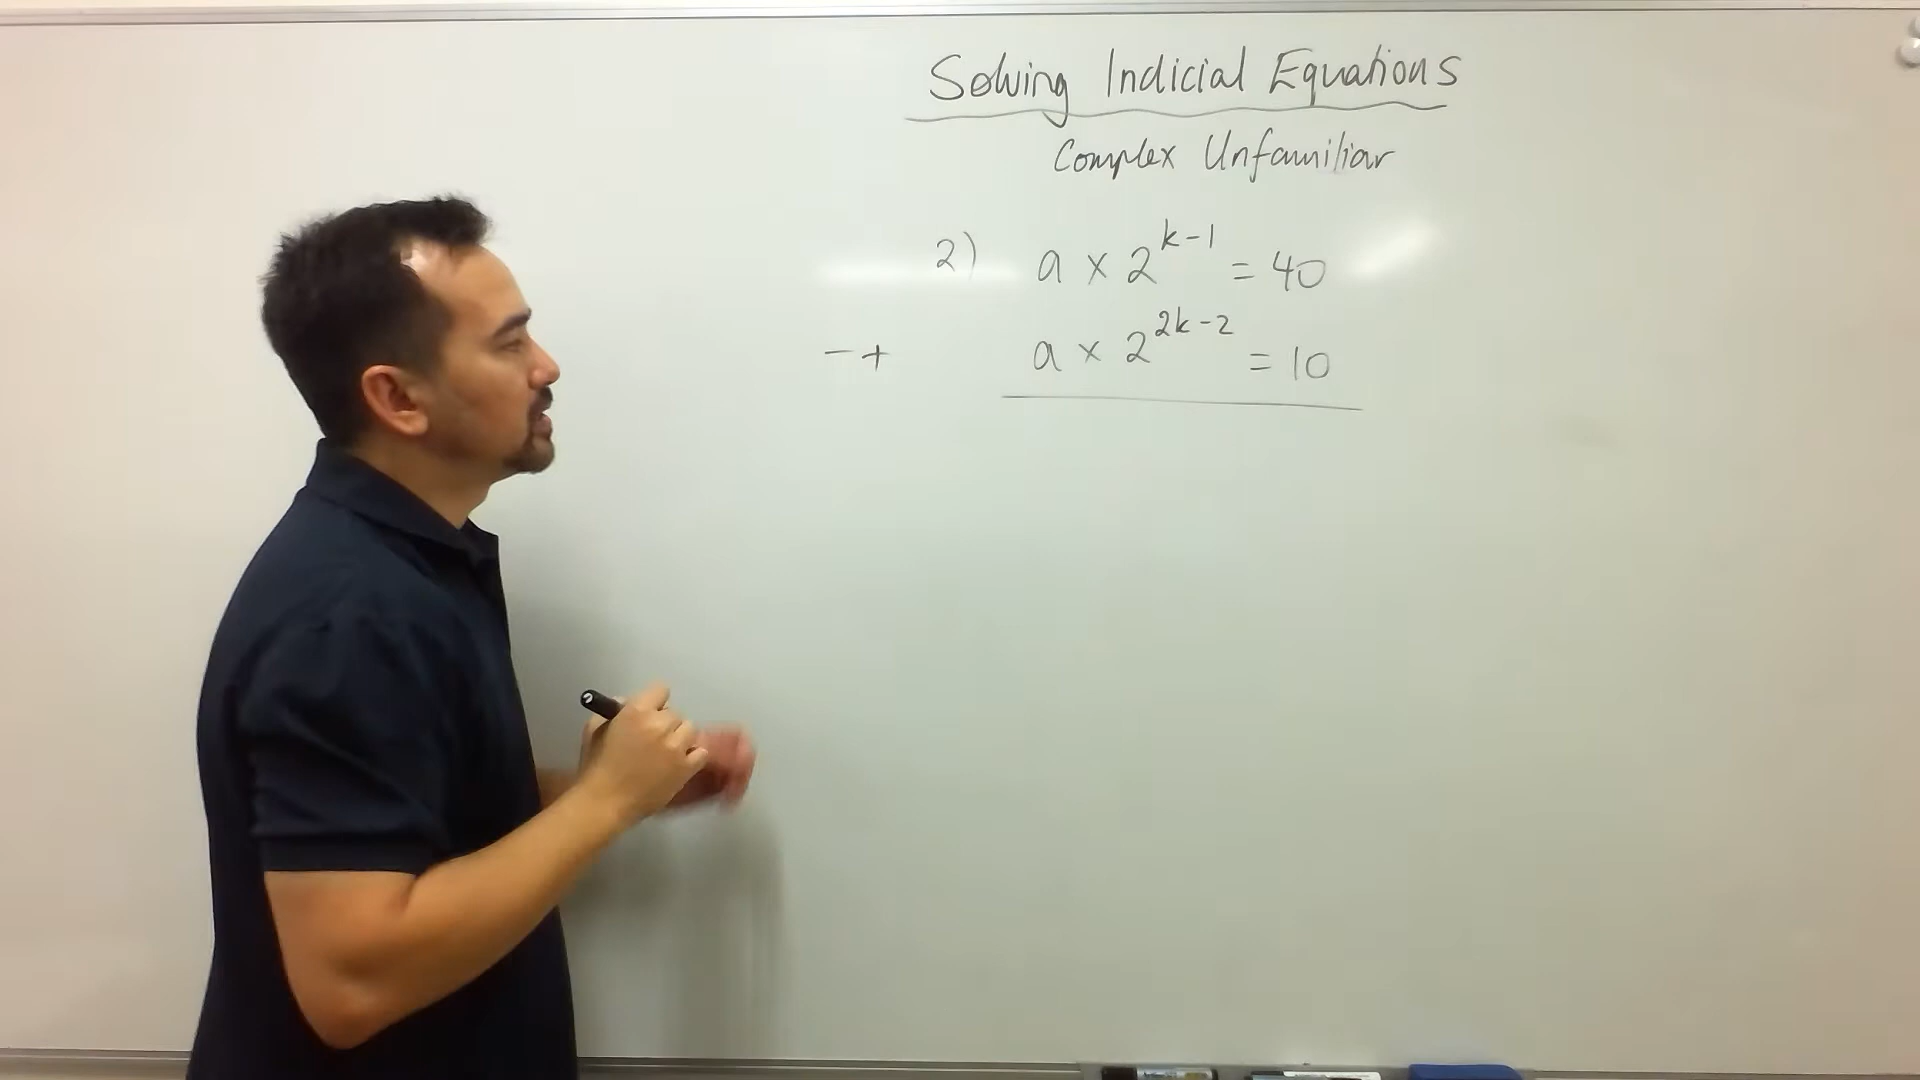 Solving Indicial Equations
Complex Unfamiliar
2) a × 2^{k-1} = 40
- + a × 2^{2k-2} = 10